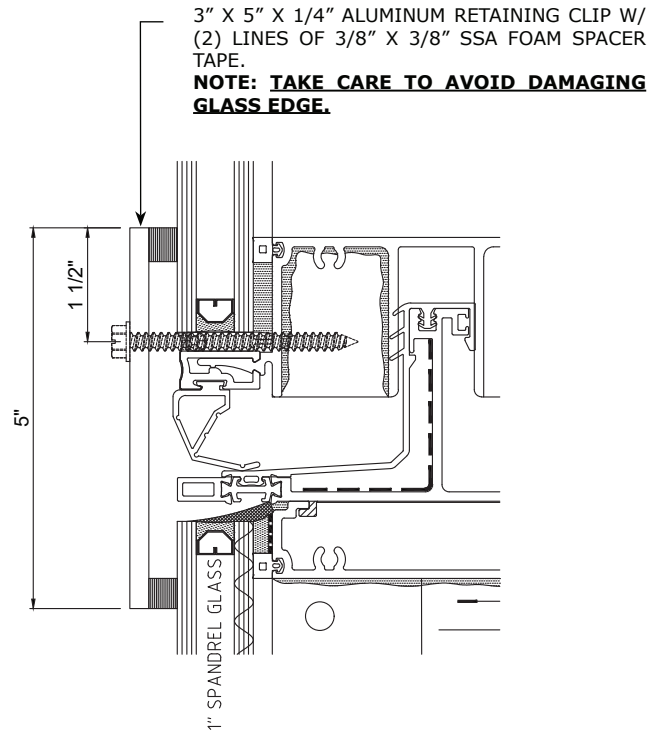 3” X 5” X 1/4” ALUMINUM RETAINING CLIP W/
(2) LINES OF 3/8” X 3/8” SSA FOAM SPACER
TAPE.
NOTE: TAKE CARE TO AVOID DAMAGING
GLASS EDGE.
1 1/2"
5"
1" SPANDREL GLASS